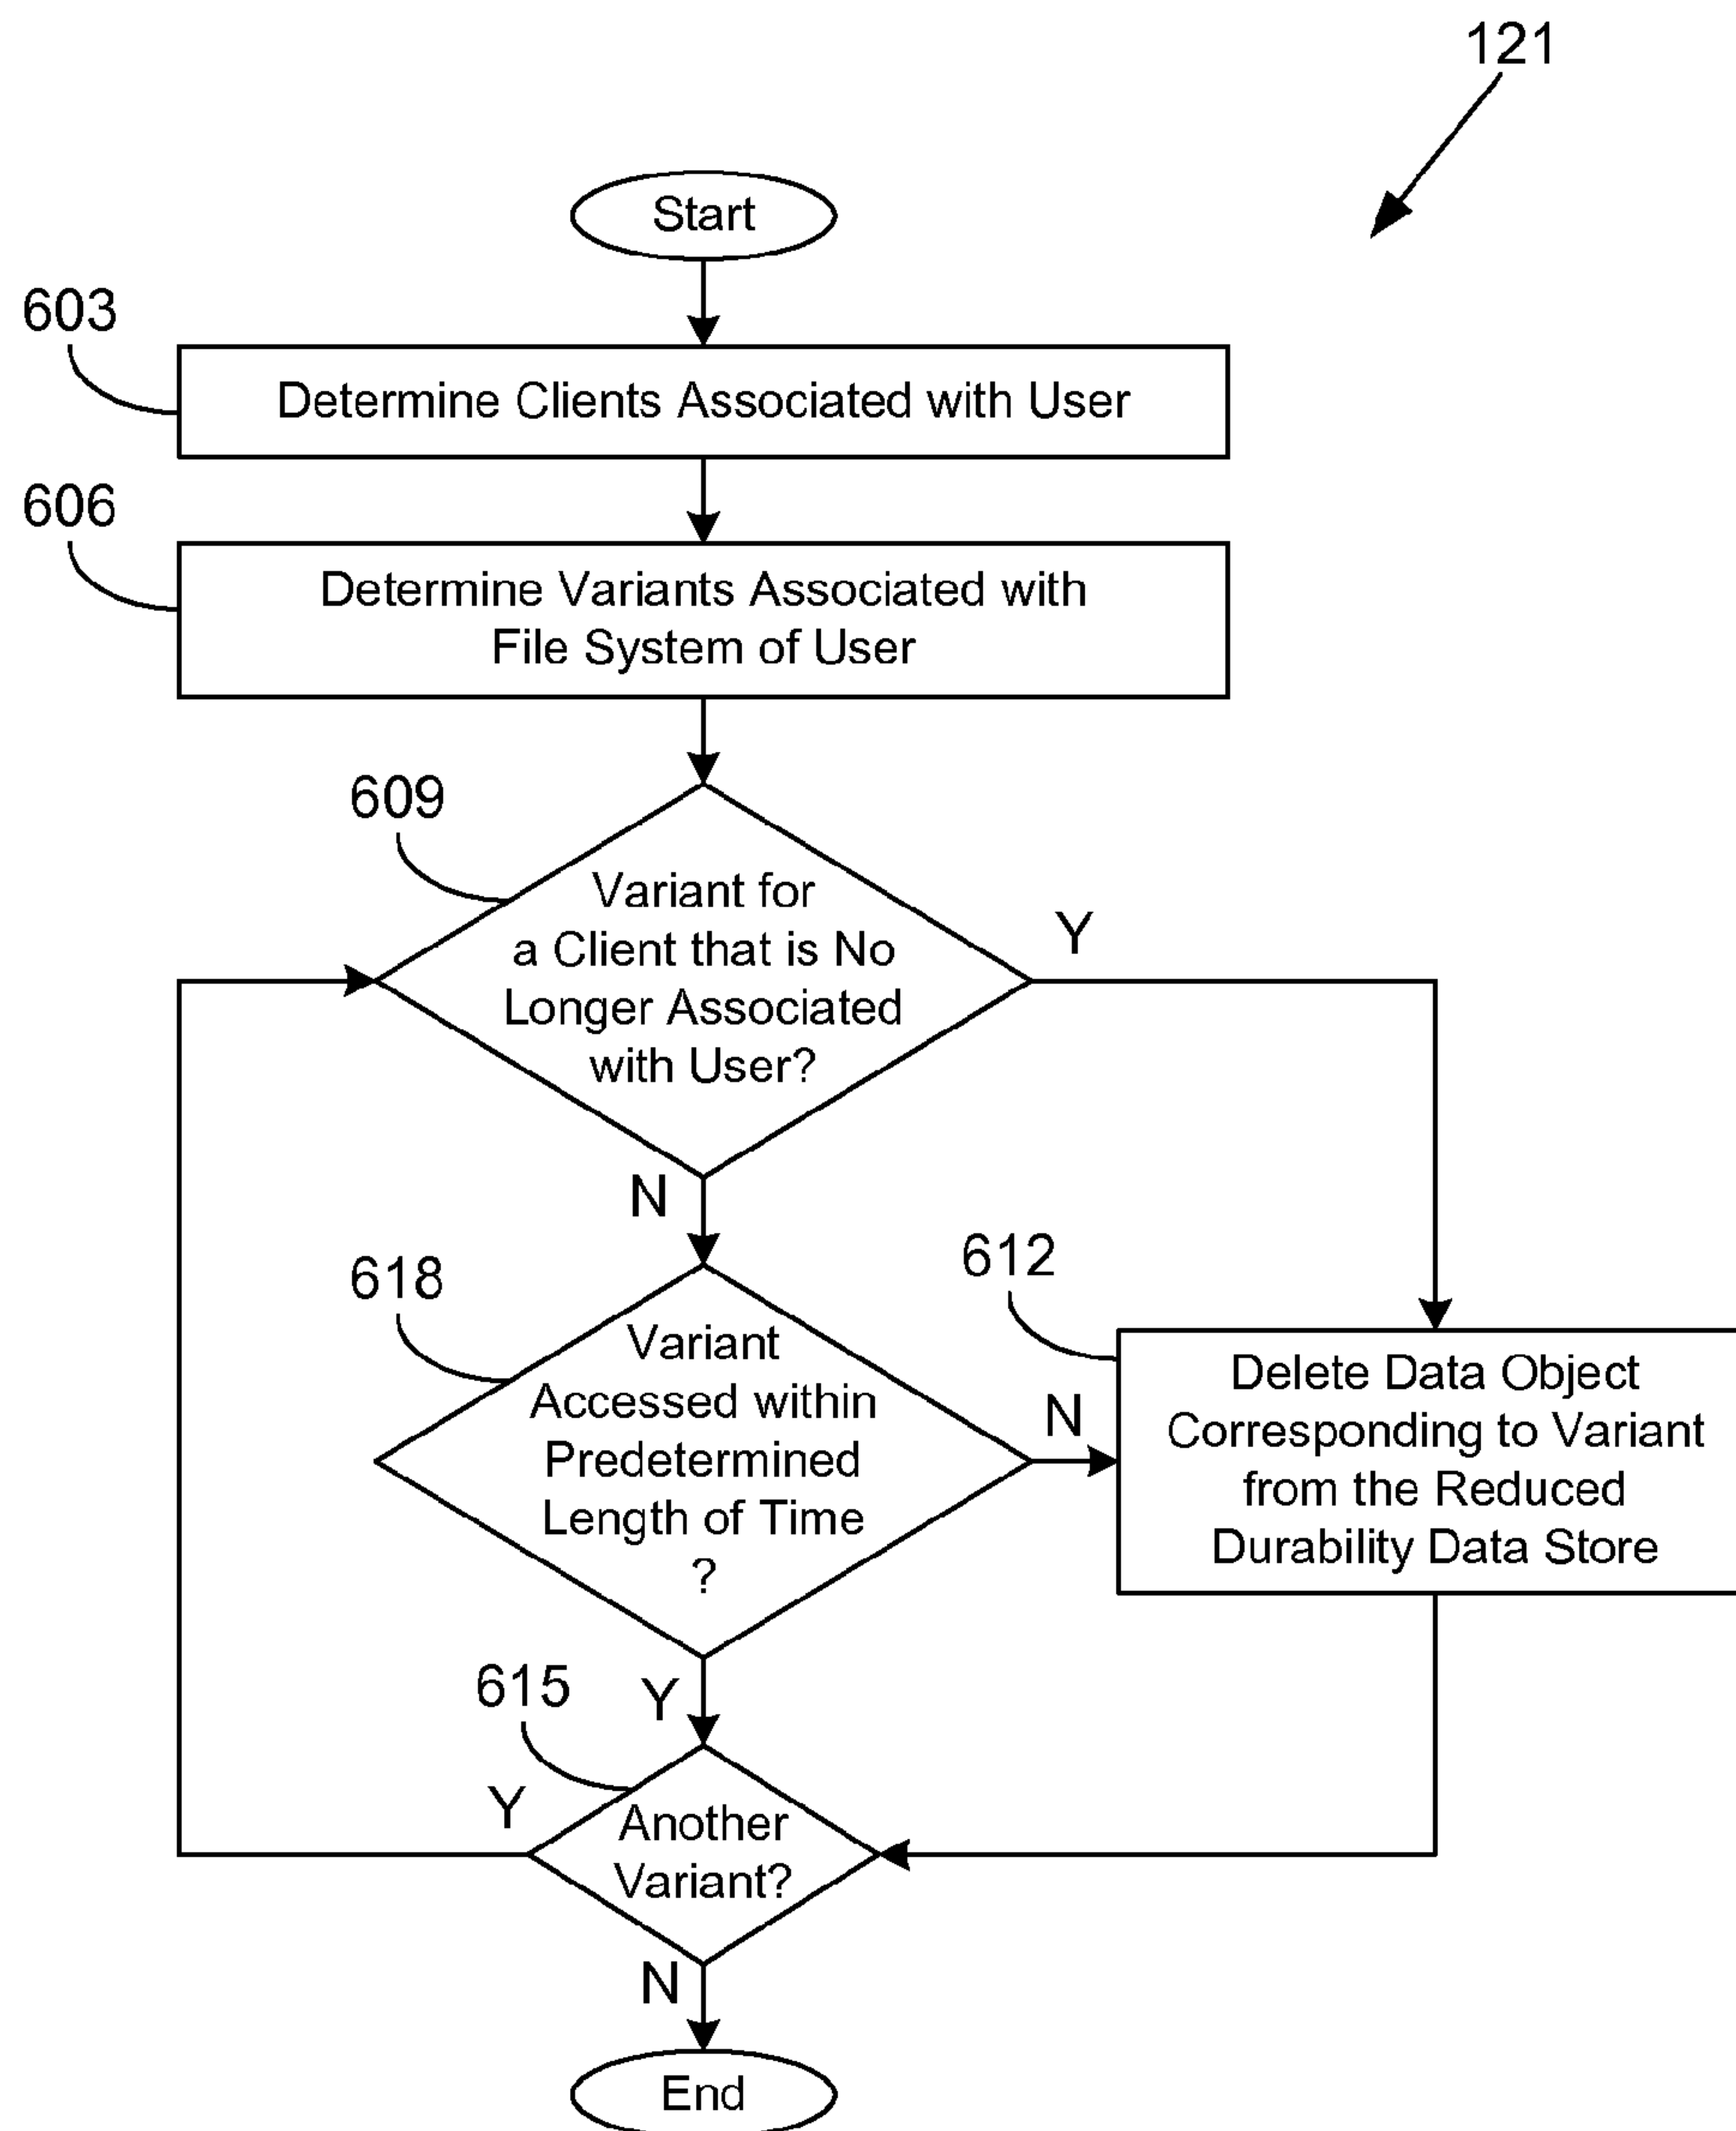 121
Start
603
Determine Clients Associated with User
606
Determine Variants Associated with
File System of User
609
Variant for
a Client that is No
Longer Associated
with User?
Y
N
618
Variant
Accessed within
Predetermined
Length of Time
?
N
612
Delete Data Object
Corresponding to Variant
from the Reduced
Durability Data Store
Y
615
Another
Variant?
Y
N
End